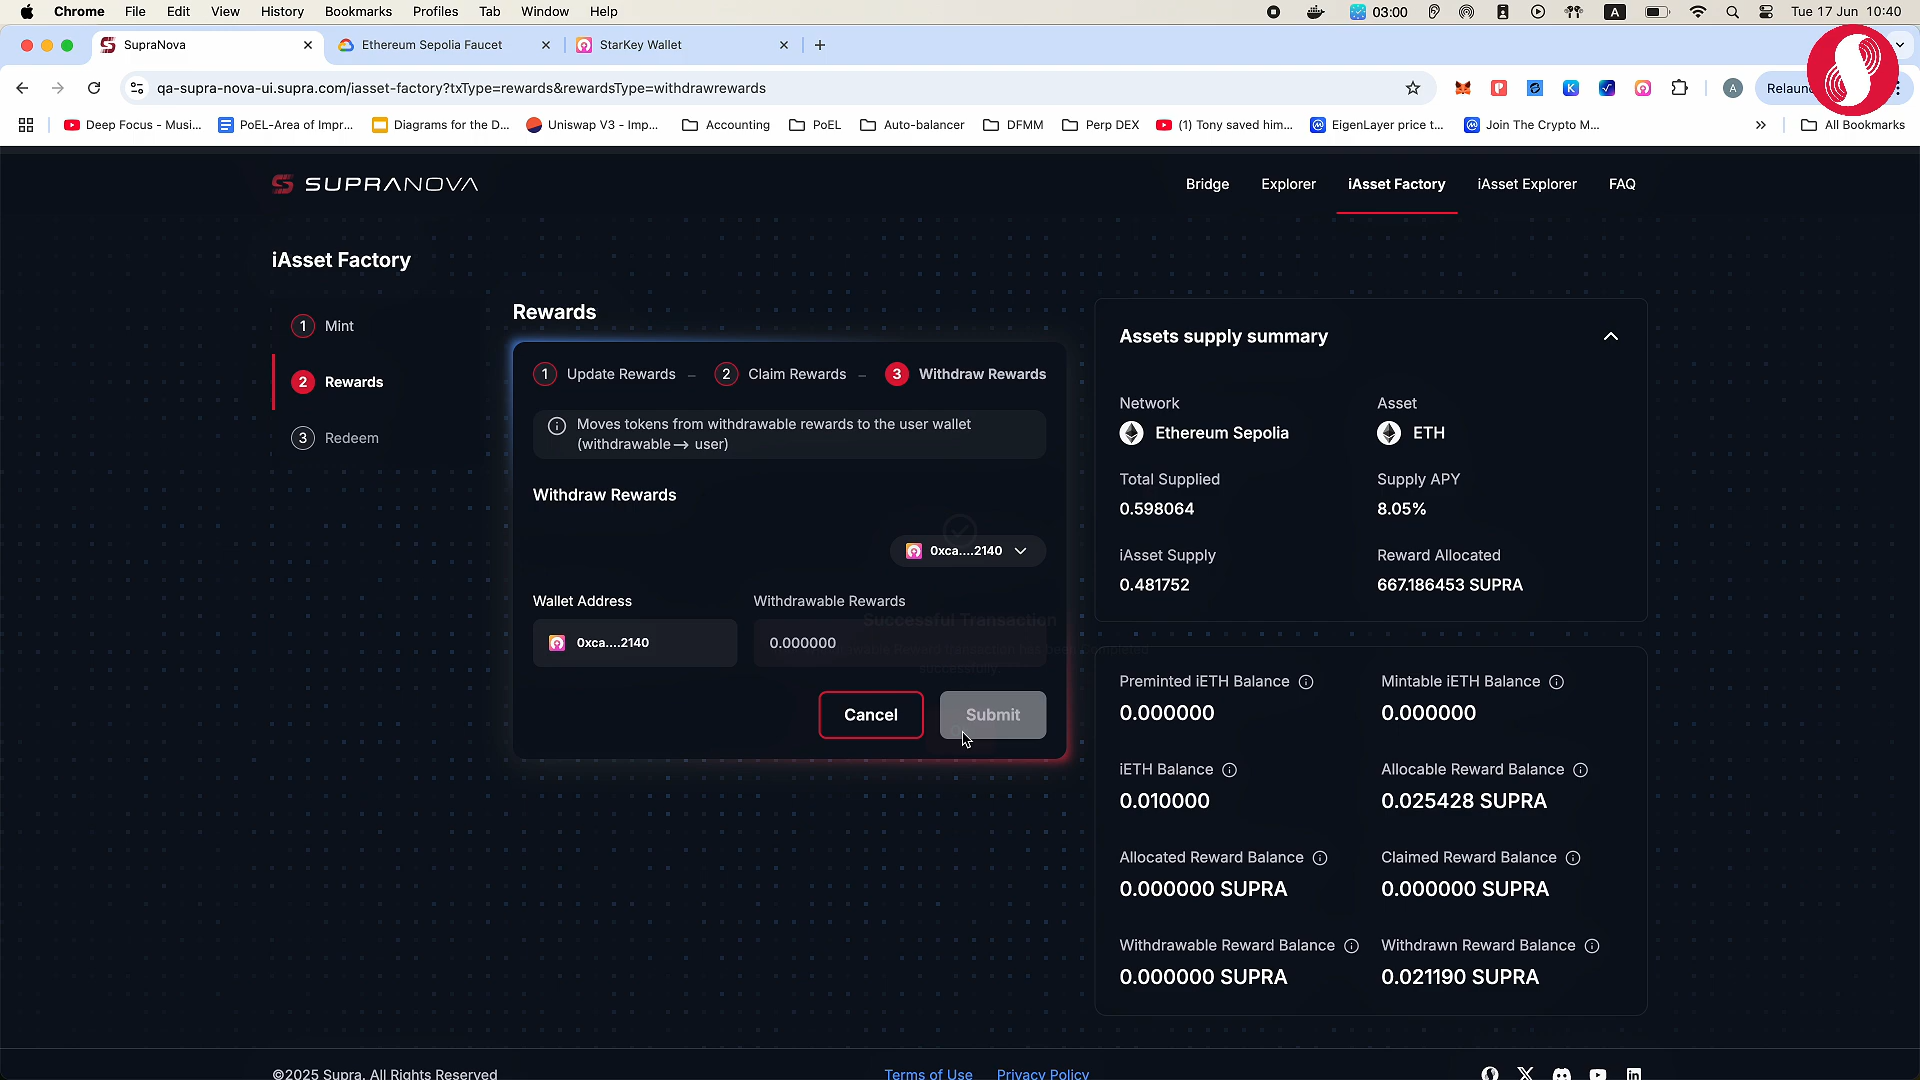 Chrome File Edit View History Bookmarks Profiles Tab Window Help 03:00 A Tue 17 Jun 10:40
SupraNova Ethereum Sepolia Faucet StarKey Wallet
qa-supra-nova-ui.supra.com/iasset-factory?txType=rewards&rewardsType=withdrawrewards A Relaun
Deep Focus - Musi... PoEL-Area of Impr... Diagrams for the D... Uniswap V3 - Imp... Accounting PoEL Auto-balancer DFMM Perp DEX (1) Tony saved him... EigenLayer price t... Join The Crypto M... » All Bookmarks
SUPRANOVA Bridge Explorer iAsset Factory iAsset Explorer FAQ
iAsset Factory
1 Mint
2 Rewards
3 Redeem
Rewards
1 Update Rewards – 2 Claim Rewards – 3 Withdraw Rewards
Moves tokens from withdrawable rewards to the user wallet
(withdrawable → user)
Withdraw Rewards
0xca....2140
Wallet Address Withdrawable Rewards
0xca....2140 0.000000
Successful Transaction
successfully
Cancel Submit
Assets supply summary
Network Asset
Ethereum Sepolia ETH
Total Supplied Supply APY
0.598064 8.05%
iAsset Supply Reward Allocated
0.481752 667.186453 SUPRA
Preminted iETH Balance Mintable iETH Balance
0.000000 0.000000
iETH Balance Allocable Reward Balance
0.010000 0.025428 SUPRA
Allocated Reward Balance Claimed Reward Balance
0.000000 SUPRA 0.000000 SUPRA
Withdrawable Reward Balance Withdrawn Reward Balance
0.000000 SUPRA 0.021190 SUPRA
©2025 Supra. All Rights Reserved Terms of Use Privacy Policy